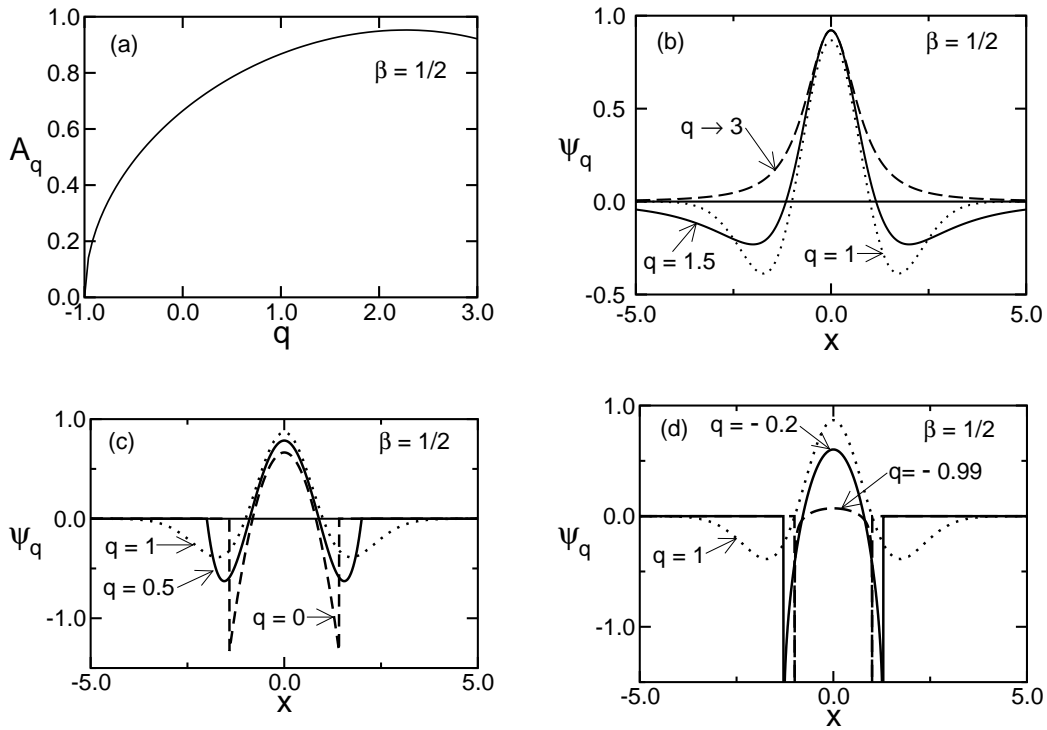 (a)
β = 1/2
A_q
1.0
0.8
0.6
0.4
0.2
0.0
-1.0 0.0 1.0 2.0 3.0
q
(b)
β = 1/2
q → 3
q = 1.5
q = 1
ψ_q
1.0
0.5
0.0
-0.5
-5.0 0.0 5.0
x
(c)
β = 1/2
q = 1
q = 0.5
q = 0
ψ_q
1.0
0.0
-1.0
-5.0 0.0 5.0
x
(d)
q = - 0.2
β = 1/2
q= - 0.99
q = 1
ψ_q
1.0
0.0
-1.0
-5.0 0.0 5.0
x